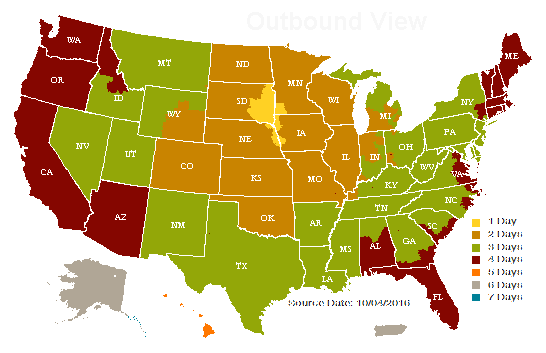 Outbound View
WA
OR
CA
NV
ID
MT
WY
UT
AZ
CO
NM
ND
SD
NE
KS
OK
TX
MN
IA
MO
AR
LA
WI
IL
MS
MI
IN
KY
TN
AL
OH
WV
GA
FL
SC
NC
VA
PA
NY
ME
1 Day
2 Days
3 Days
4 Days
5 Days
6 Days
7 Days
Source Date: 10/04/2016